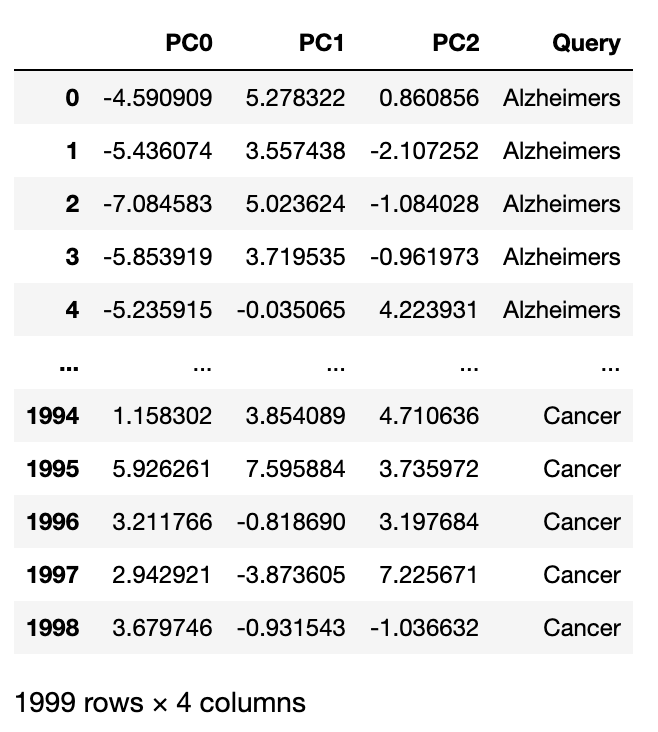 PC0 PC1 PC2 Query
0 -4.590909 5.278322 0.860856 Alzheimers
1 -5.436074 3.557438 -2.107252 Alzheimers
2 -7.084583 5.023624 -1.084028 Alzheimers
3 -5.853919 3.719535 -0.961973 Alzheimers
4 -5.235915 -0.035065 4.223931 Alzheimers
... ... ... ... ...
1994 1.158302 3.854089 4.710636 Cancer
1995 5.926261 7.595884 3.735972 Cancer
1996 3.211766 -0.818690 3.197684 Cancer
1997 2.942921 -3.873605 7.225671 Cancer
1998 3.679746 -0.931543 -1.036632 Cancer
1999 rows × 4 columns